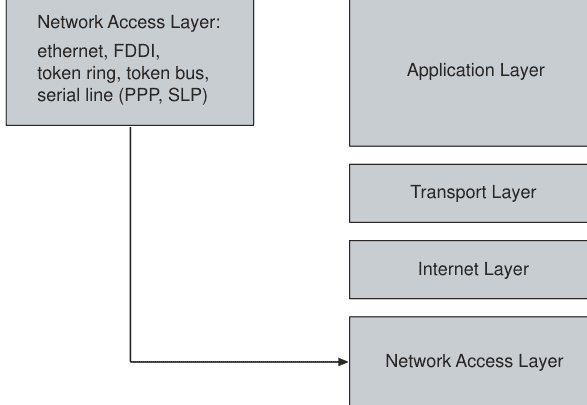 Network Access Layer:
ethernet, FDDI,
token ring, token bus,
serial line (PPP, SLP)
Application Layer
Transport Layer
Internet Layer
Network Access Layer